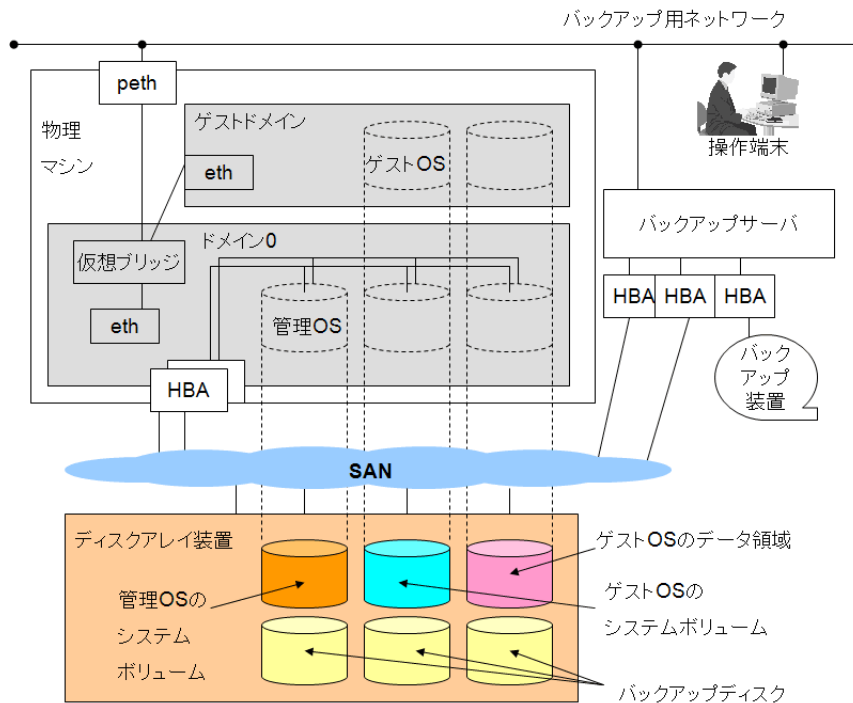 バックアップ用ネットワーク
peth
物理
マシン
ゲストドメイン
eth
ゲストOS
操作端末
バックアップサーバ
ドメイン0
仮想ブリッジ
eth
管理OS
HBA
HBA
HBA
HBA
バック
アップ
装置
SAN
ディスクアレイ装置
ゲストOSのデータ領域
管理OSの
システム
ボリューム
ゲストOSの
システムボリューム
バックアップディスク